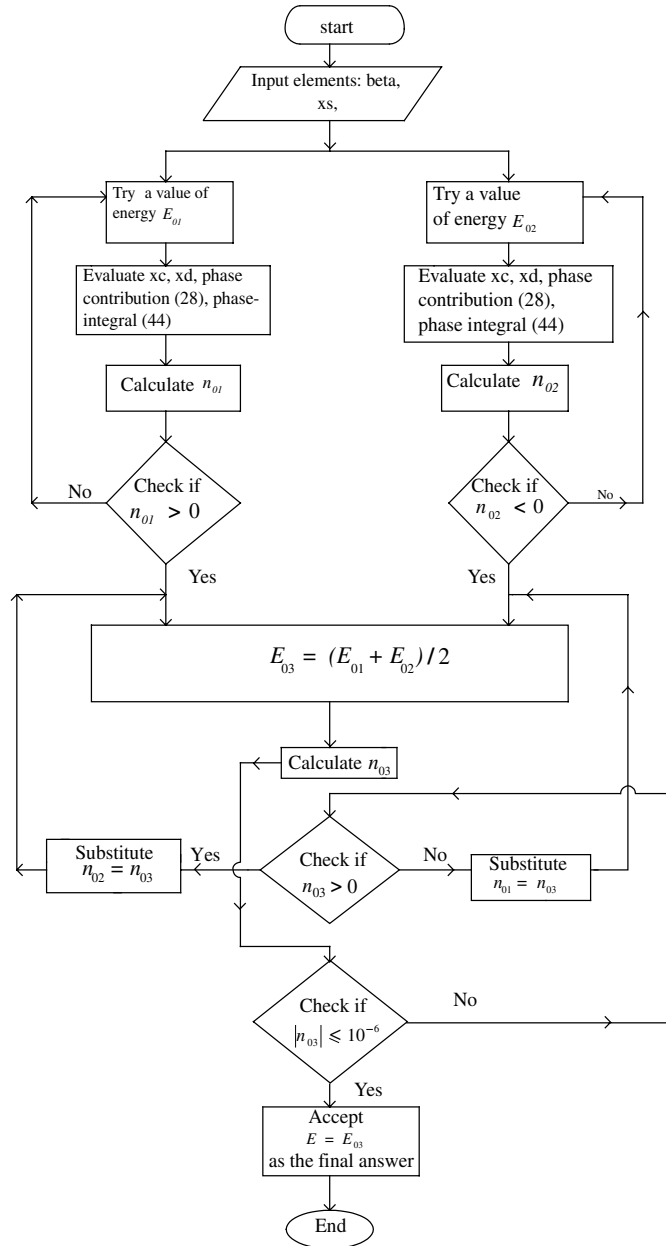 start
Input elements: beta,
xs,
Try a value of
energy E01
Try a value
of energy E02
Evaluate xc, xd, phase
contribution (28), phase-
integral (44)
Evaluate xc, xd, phase
contribution (28),
phase integral (44)
Calculate n01
Calculate n02
No
Check if
n01 > 0
Check if
n02 < 0
No
Yes
Yes
E03 = (E01 + E02)/2
Calculate n03
Substitute
n02 = n03
Yes
Check if
n03 > 0
No
Substitute
n01 = n03
Check if
|n03| ⩽ 10⁻⁶
No
Yes
Accept
E = E03
as the final answer
End